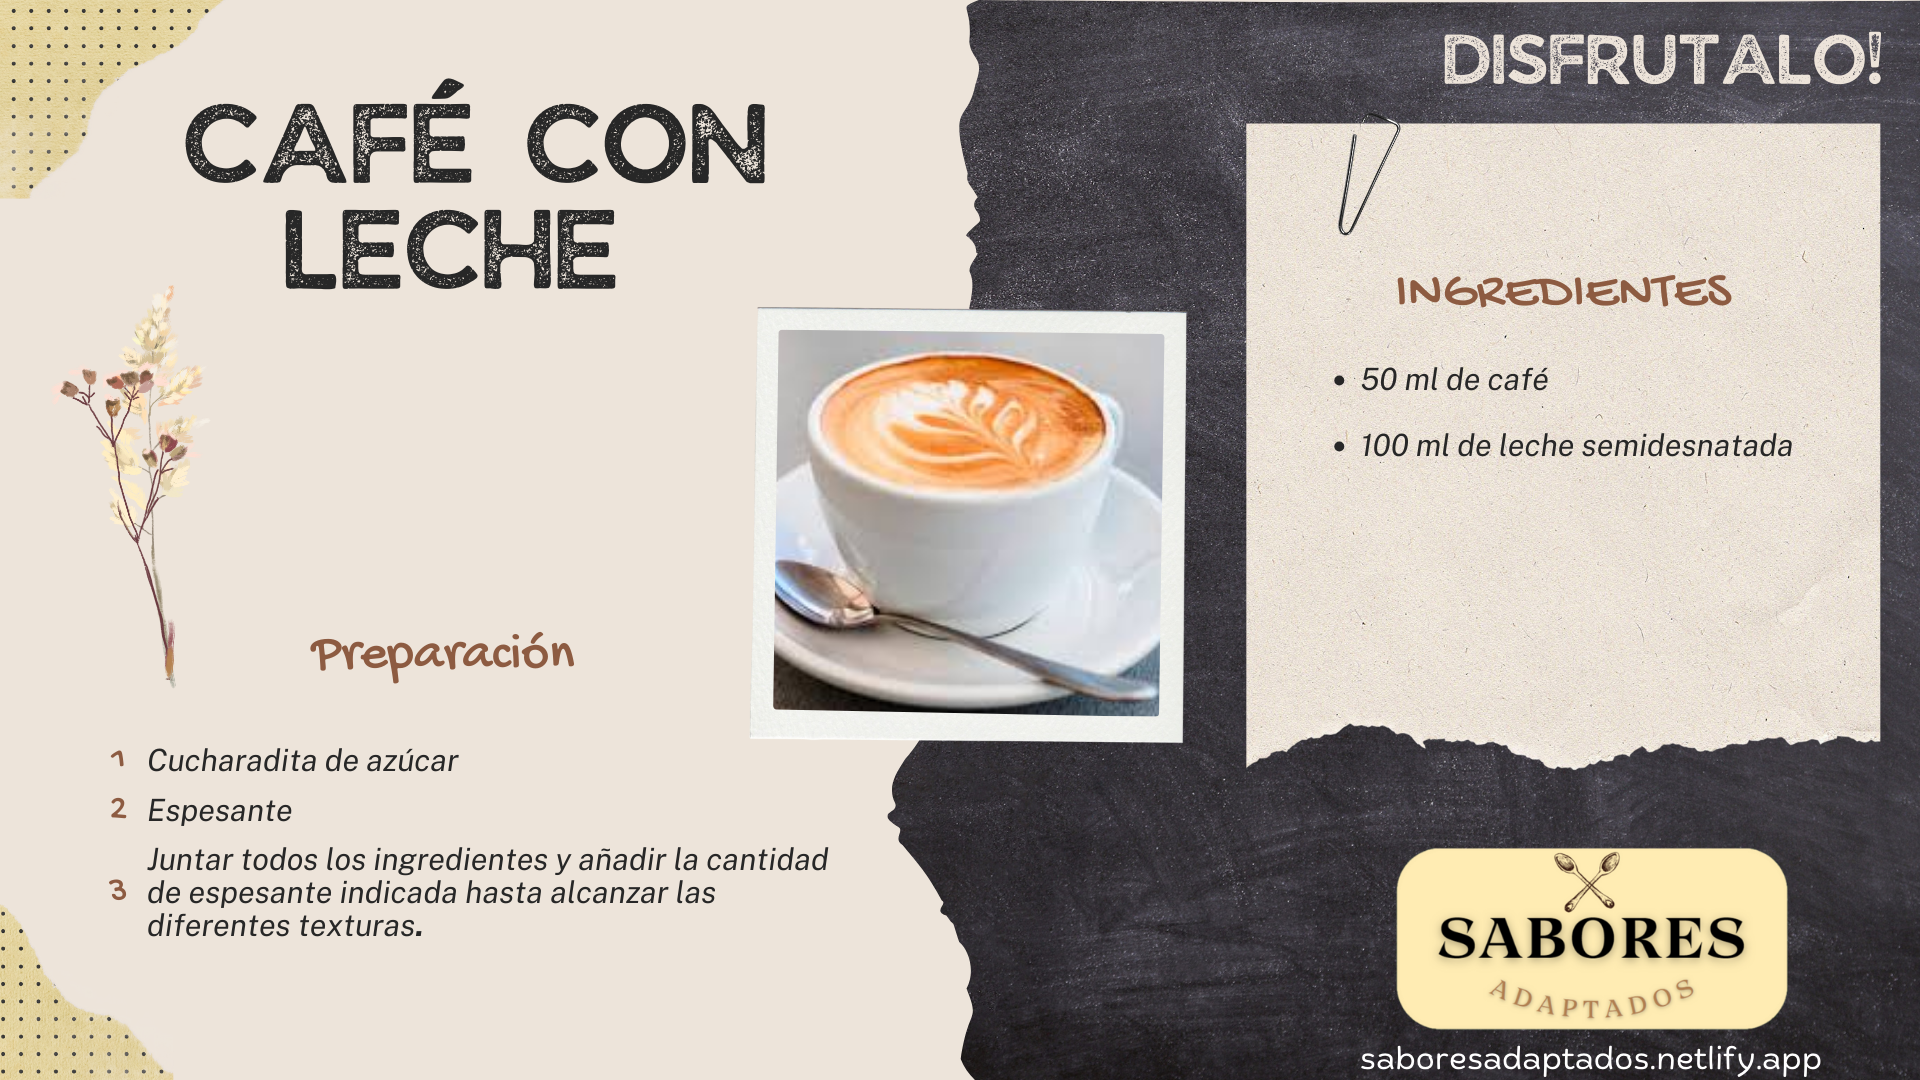 CAFÉ CON
LECHE
Preparación
1 Cucharadita de azúcar
2 Espesante
3 Juntar todos los ingredientes y añadir la cantidad
de espesante indicada hasta alcanzar las
diferentes texturas.
DISFRUTALO!
INGREDIENTES
• 50 ml de café
• 100 ml de leche semidesnatada
SABORES
ADAPTADOS
saboresadaptados.netlify.app